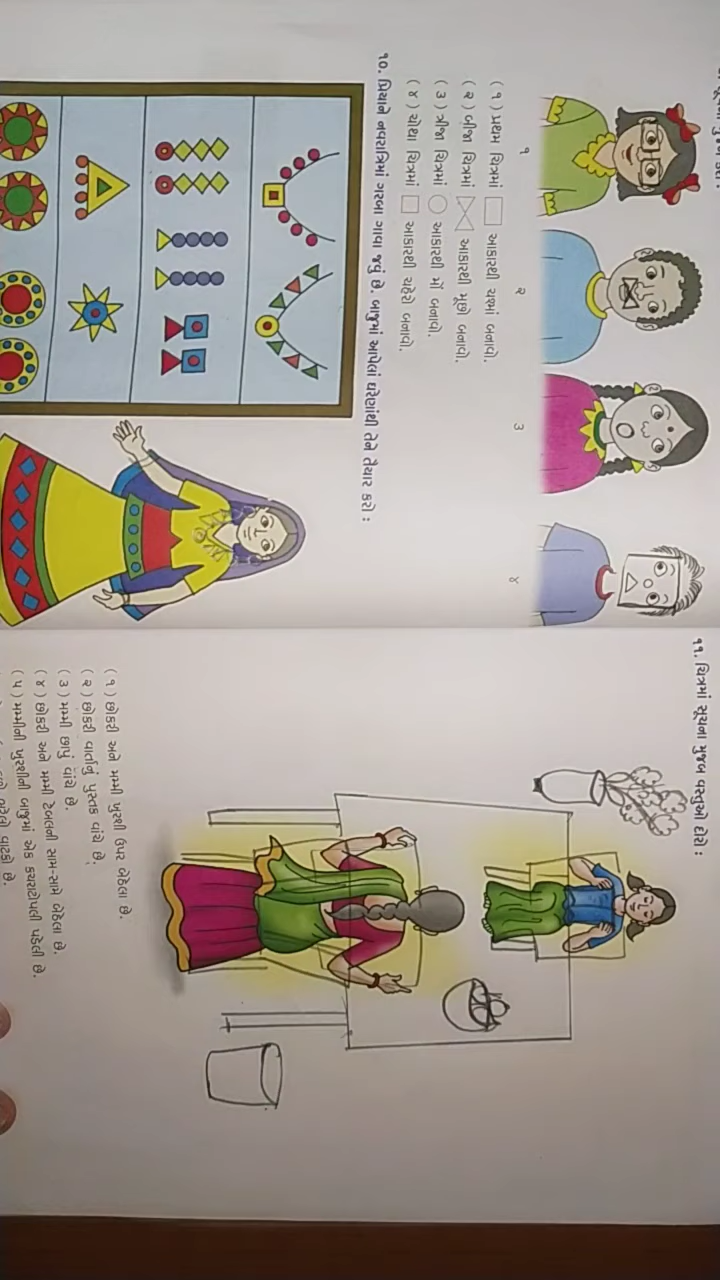 ૧
૨
૩
૪
(૧) પ્રથમ ચિત્રમાં આકારથી ચશ્માં બનાવો.
(૨) બીજા ચિત્રમાં આકારથી મૂછો બનાવો.
(૩) ત્રીજા ચિત્રમાં આકારથી મોં બનાવો.
(૪) ચોથા ચિત્રમાં આકારથી ચહેરો બનાવો.
૧૦. પ્રિયાને નવરાત્રિમાં ગરબા ગાવા જવું છે. બાજુમાં આપેલાં ઘરેણાંથી તેને તૈયાર કરો :
૧૧. ચિત્રમાં સૂચના મુજબ વસ્તુઓ દોરો :
(૧) છોકરી અને મમ્મી ખુરશી ઉપર બેઠેલા છે.
(૨) છોકરી વાર્તાનું પુસ્તક વાંચે છે.
(૩) મમ્મી છાપું વાંચે છે.
(૪) છોકરી અને મમ્મી ટેબલની સામ-સામે બેઠેલા છે.
(૫) મમ્મીની ખુરશીની બાજુમાં એક કચરાટોપલી પડેલી છે.